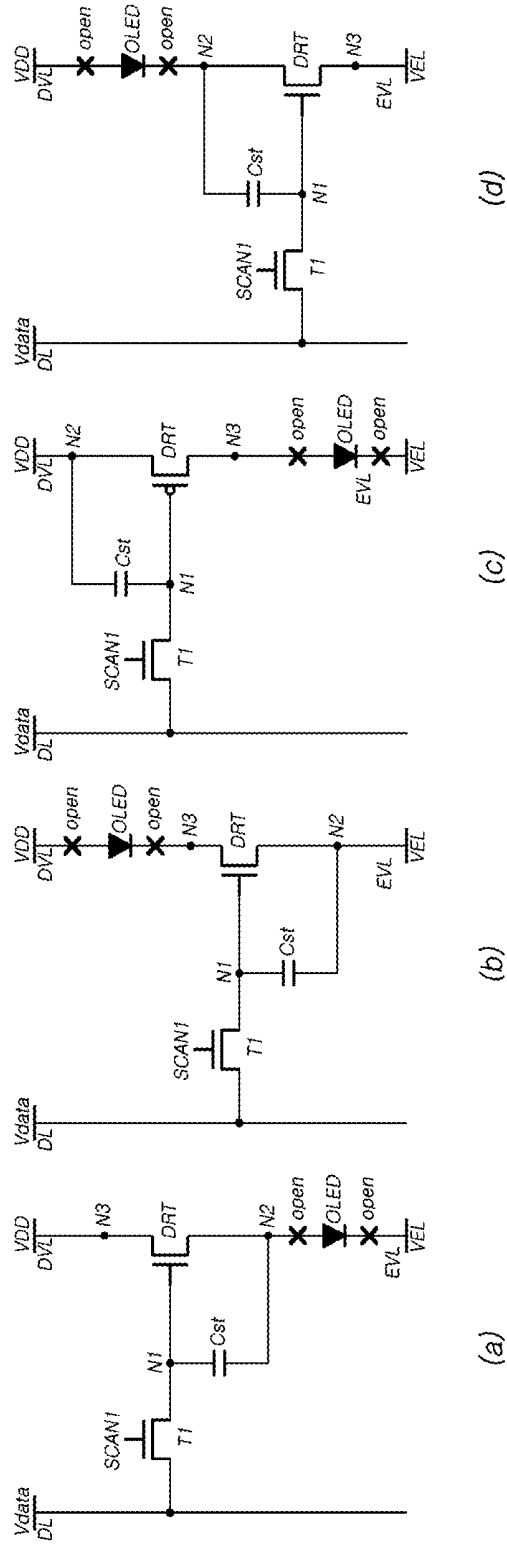 Vdata
DL
SCAN1
T1
N1
Cst
VDD
DVL
N3
DRT
N2
open
OLED
open
EVL
VEL
(a)
Vdata
DL
SCAN1
T1
N1
Cst
VDD
DVL
open
OLED
open
N3
DRT
N2
EVL
VEL
(b)
Vdata
DL
SCAN1
T1
N1
Cst
VDD
DVL
N2
DRT
N3
open
OLED
EVL
open
VEL
(c)
Vdata
DL
SCAN1
T1
N1
Cst
VDD
DVL
open
OLED
open
N2
DRT
N3
EVL
VEL
(d)